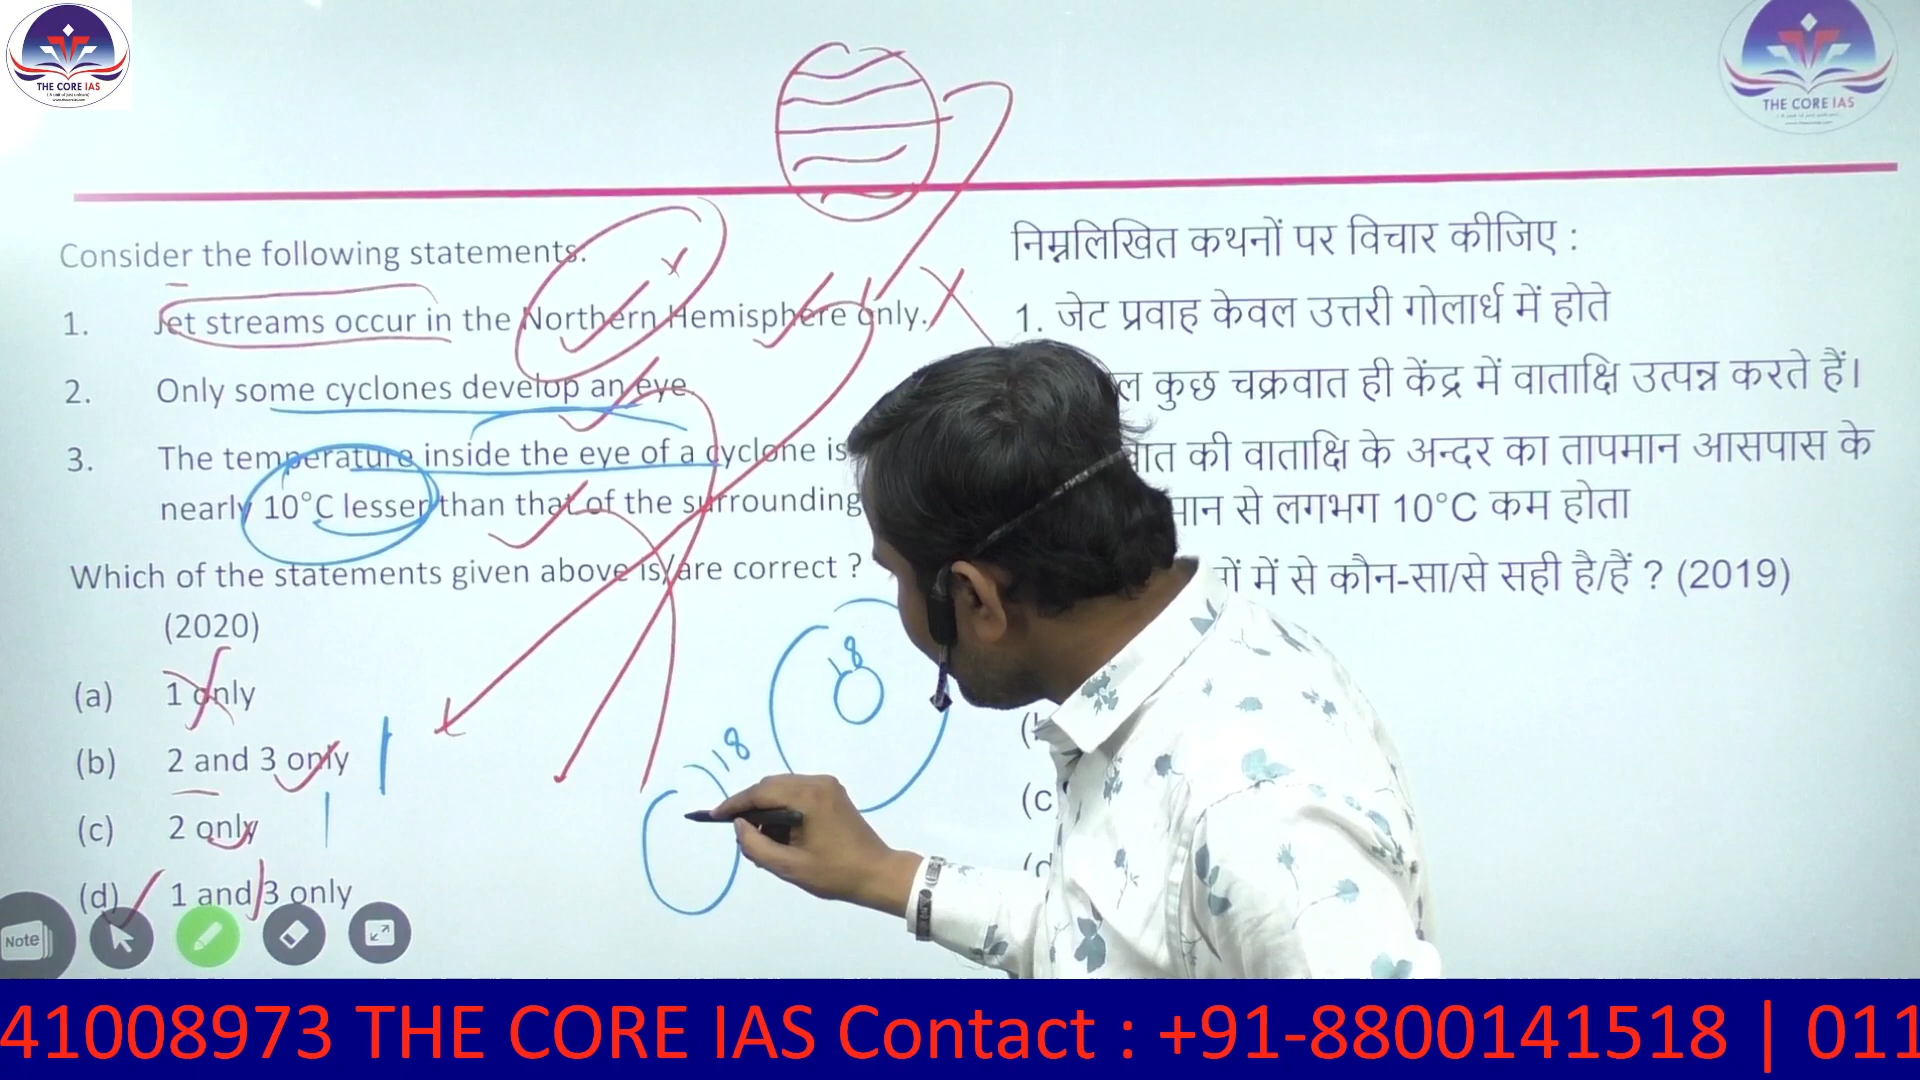 THE CORE IAS
THE CORE IAS
Consider the following statements.
1. Jet streams occur in the Northern Hemisphere only.
2. Only some cyclones develop an eye.
3. The temperature inside the eye of a cyclone is
nearly 10°C lesser than that of the surrounding
Which of the statements given above is/are correct ?
(2020)
(a) 1 only
(b) 2 and 3 only
(c) 2 only
(d) 1 and 3 only
निम्नलिखित कथनों पर विचार कीजिए :
1. जेट प्रवाह केवल उत्तरी गोलार्ध में होते
कुछ चक्रवात ही केंद्र में वाताक्षि उत्पन्न करते हैं।
की वाताक्षि के अन्दर का तापमान आसपास के
से लगभग 10°C कम होता
में से कौन-सा/से सही है/हैं ? (2019)
(c
18
18
Note
41008973 THE CORE IAS Contact : +91-8800141518 | 011